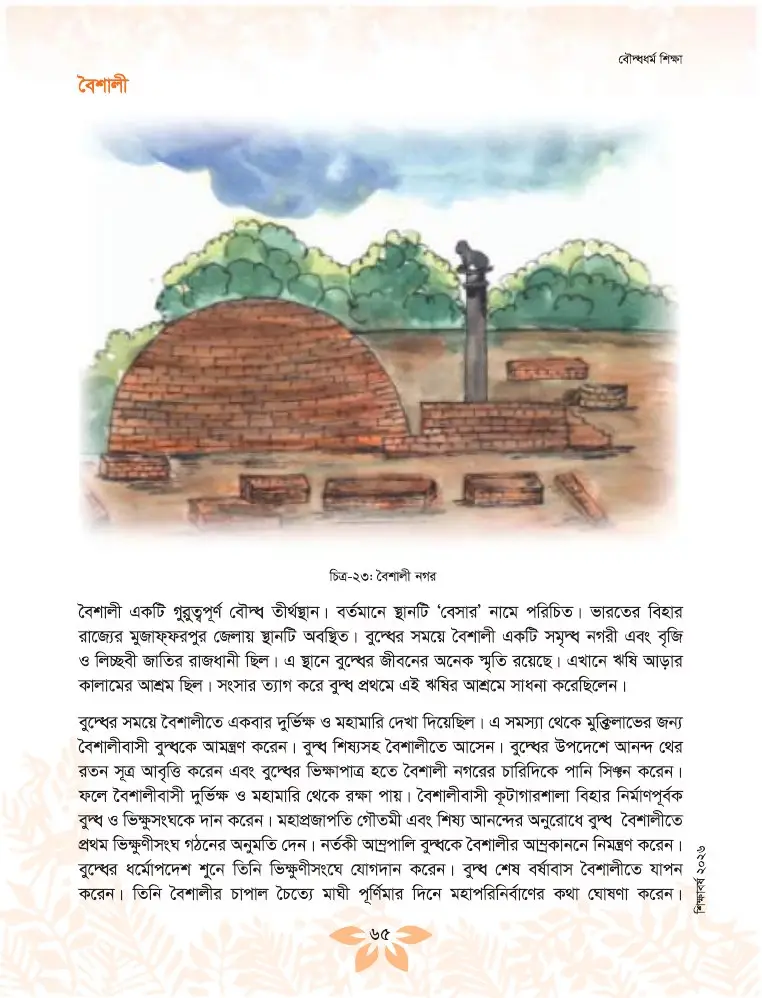 বৌদ্ধধর্ম শিক্ষা
বৈশালী
চিত্র-২৩: বৈশালী নগর
বৈশালী একটি গুরুত্বপূর্ণ বৌদ্ধ তীর্থস্থান। বর্তমানে স্থানটি ‘বেসার’ নামে পরিচিত। ভারতের বিহার
রাজ্যের মুজাফ্ফরপুর জেলায় স্থানটি অবস্থিত। বুদ্ধের সময়ে বৈশালী একটি সমৃদ্ধ নগরী এবং বৃজি
ও লিচ্ছবী জাতির রাজধানী ছিল। এ স্থানে বুদ্ধের জীবনের অনেক স্মৃতি রয়েছে। এখানে ঋষি আড়ার
কালামের আশ্রম ছিল। সংসার ত্যাগ করে বুদ্ধ প্রথমে এই ঋষির আশ্রমে সাধনা করেছিলেন।
বুদ্ধের সময়ে বৈশালীতে একবার দুর্ভিক্ষ ও মহামারি দেখা দিয়েছিল। এ সমস্যা থেকে মুক্তিলাভের জন্য
বৈশালীবাসী বুদ্ধকে আমন্ত্রণ করেন। বুদ্ধ শিষ্যসহ বৈশালীতে আসেন। বুদ্ধের উপদেশে আনন্দ থের
রতন সূত্র আবৃত্তি করেন এবং বুদ্ধের ভিক্ষাপাত্র হতে বৈশালী নগরের চারিদিকে পানি সিঞ্চন করেন।
ফলে বৈশালীবাসী দুর্ভিক্ষ ও মহামারি থেকে রক্ষা পায়। বৈশালীবাসী কূটাগারশালা বিহার নির্মাণপূর্বক
বুদ্ধ ও ভিক্ষুসংঘকে দান করেন। মহাপ্রজাপতি গৌতমী এবং শিষ্য আনন্দের অনুরোধে বুদ্ধ বৈশালীতে
প্রথম ভিক্ষুণীসংঘ গঠনের অনুমতি দেন। নর্তকী আম্রপালি বুদ্ধকে বৈশালীর আম্রকাননে নিমন্ত্রণ করেন।
বুদ্ধের ধর্মোপদেশ শুনে তিনি ভিক্ষুণীসংঘে যোগদান করেন। বুদ্ধ শেষ বর্ষাবাস বৈশালীতে যাপন
করেন। তিনি বৈশালীর চাপাল চৈত্যে মাঘী পূর্ণিমার দিনে মহাপরিনির্বাণের কথা ঘোষণা করেন।
শিক্ষাবর্ষ ২০২৬
৬৫